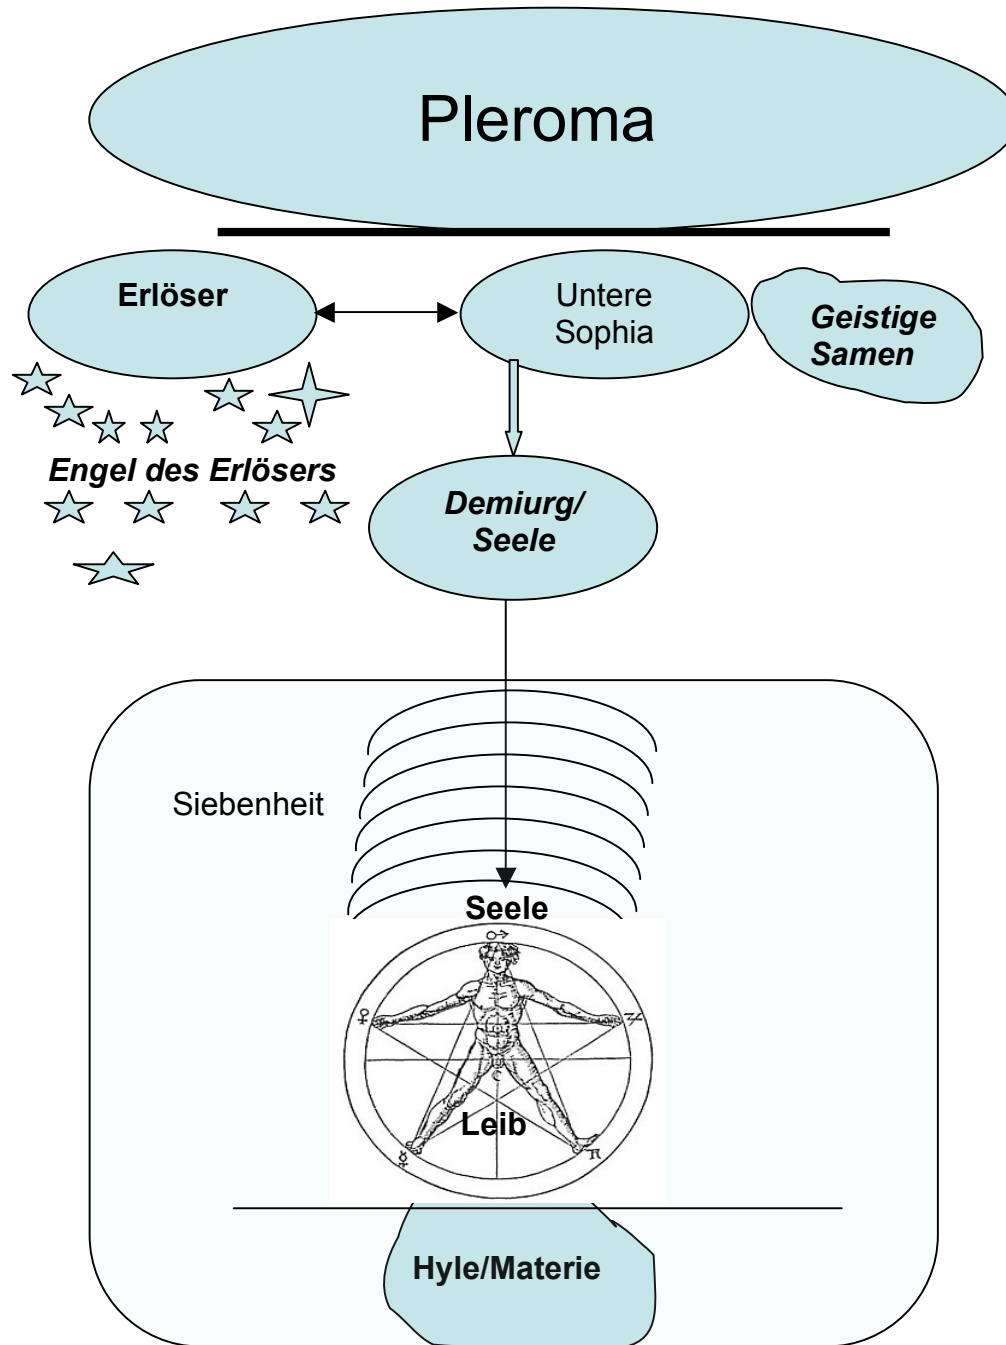 Pleroma
Erlöser
Untere
Sophia
Geistige
Samen
Engel des Erlösers
Demiurg/
Seele
Siebenheit
Seele
Leib
Hyle/Materie